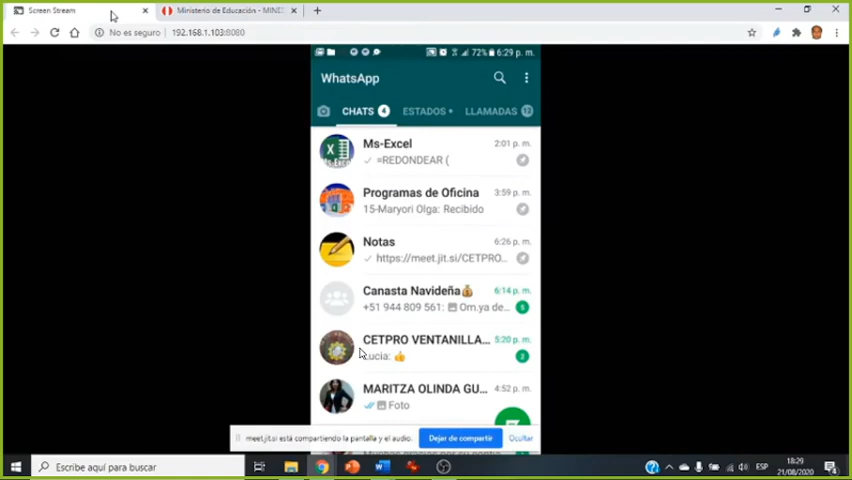 Screen Stream
Ministerio de Educación - MINES
No es seguro 192.168.1.103:8080
72% 6:29 p. m.
WhatsApp
CHATS 4 ESTADOS LLAMADAS 12
Ms-Excel 2:01 p. m.
=REDONDEAR (
Programas de Oficina 3:59 p. m.
15-Maryori Olga: Recibido
Notas 6:26 p. m.
https://meet.jit.si/CETPRO...
Canasta Navideña 6:14 p. m.
+51 944 809 561: Om.ya de... 5
CETPRO VENTANILLA... 5:20 p. m.
Lucia: 2
MARITZA OLINDA GU... 4:52 p. m.
Foto
meet.jit.si está compartiendo la pantalla y el audio. Dejar de compartir Ocultar
Escribe aquí para buscar
ESP
18:29
21/08/2020